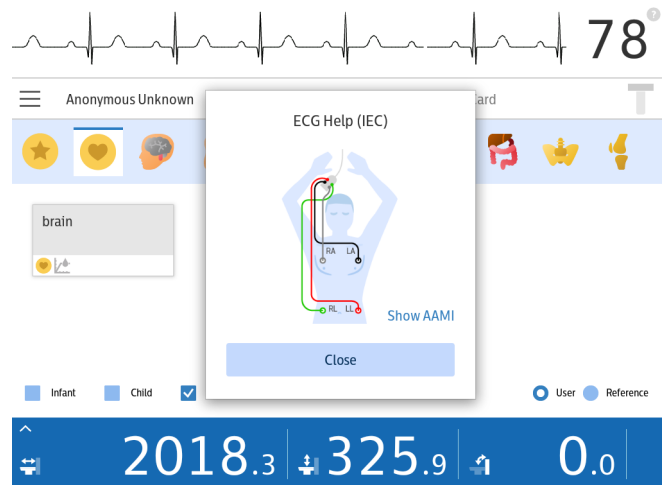 78
?
Anonymous Unknown
ard
ECG Help (IEC)
RA LA
RL LL
Show AAMI
Close
brain
Infant
Child
User
Reference
2018.3
325.9
0.0